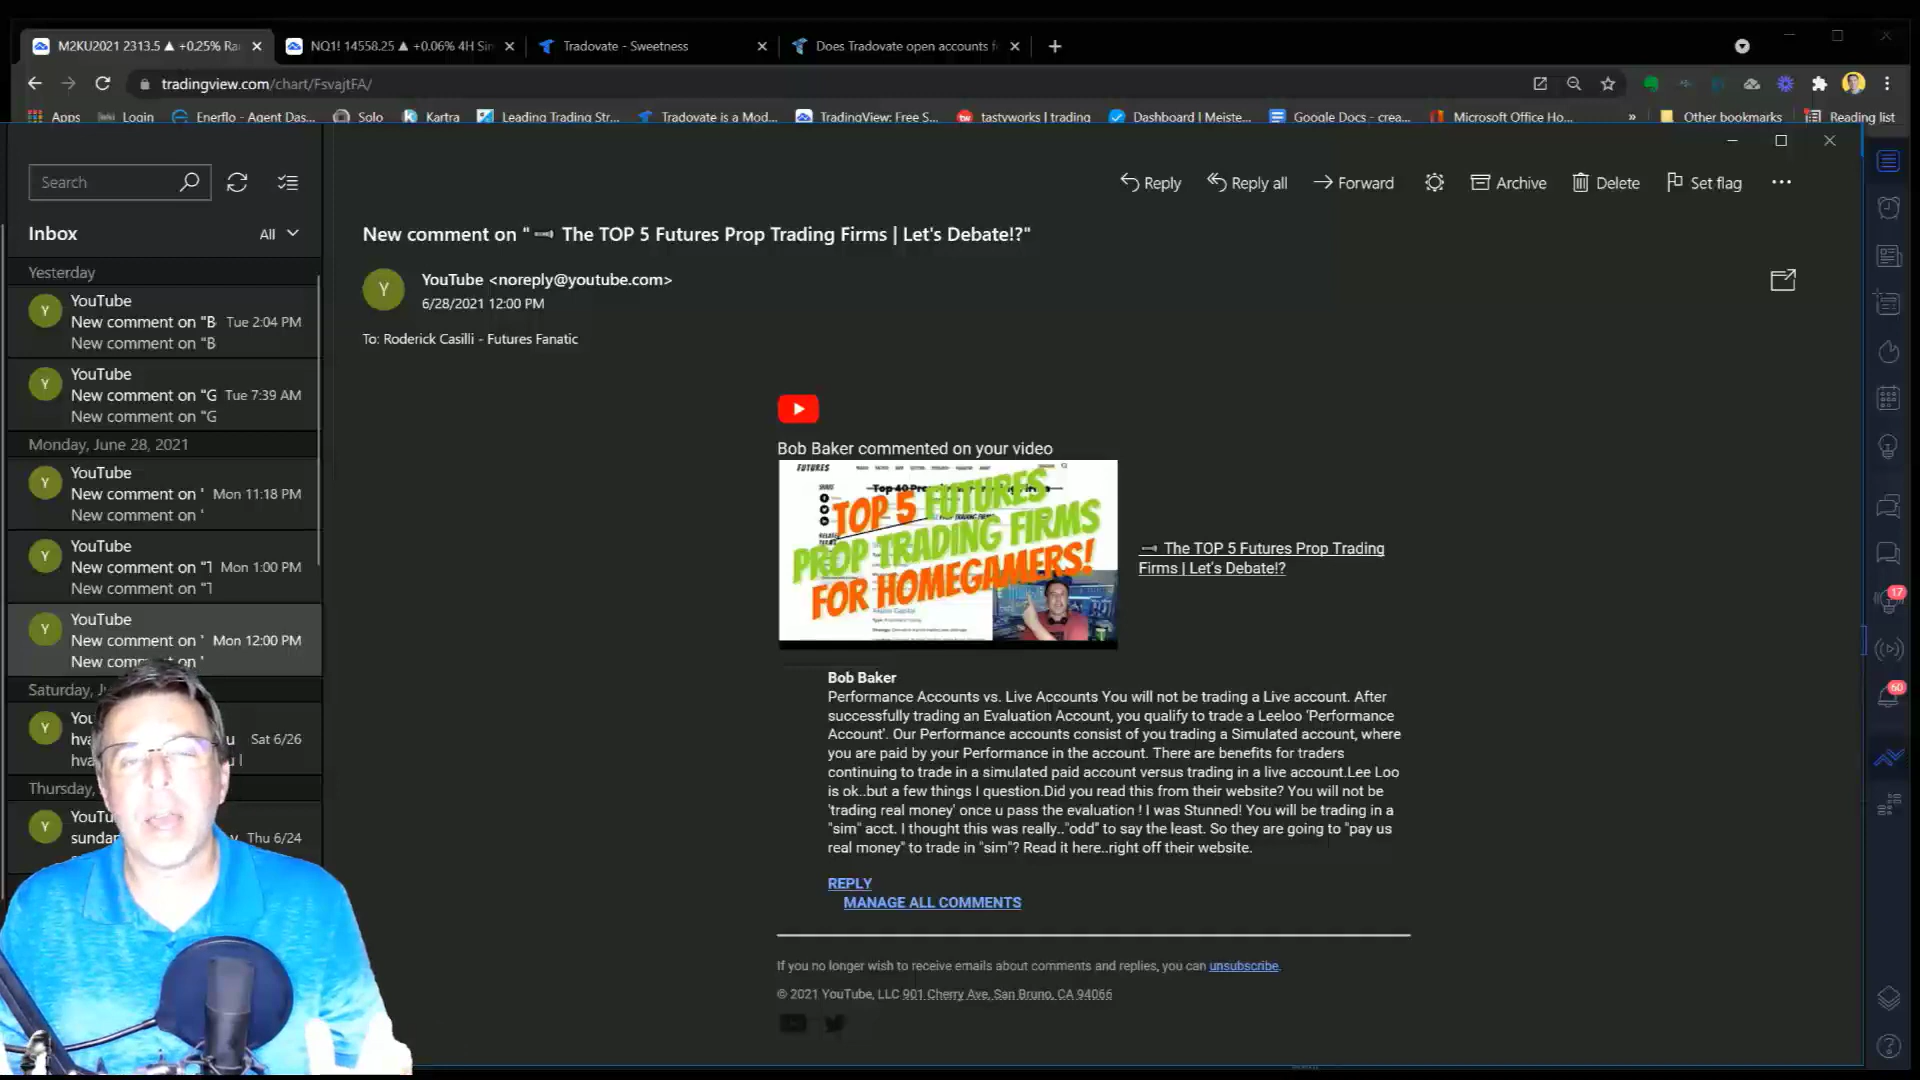 M2KU2021 2313.5 ▲ +0.25% Ra
NQ1! 14558.25 ▲ +0.06% 4H Sin
Tradovate - Sweetness
Does Tradovate open accounts f
tradingview.com/chart/FsvajtFA/
Apps
Login
Enerflo - Agent Das...
Solo
Kartra
Leading Trading Str...
Tradovate is a Mod...
TradingView: Free S...
tastyworks | trading
Dashboard | Meiste...
Google Docs - crea...
Microsoft Office Ho...
»
Other bookmarks
Reading list
Search
Inbox
All
Yesterday
YouTube
New comment on "B Tue 2:04 PM
New comment on "B
YouTube
New comment on "G Tue 7:39 AM
New comment on "G
Monday, June 28, 2021
YouTube
New comment on ' Mon 11:18 PM
New comment on '
YouTube
New comment on "T Mon 1:00 PM
New comment on "T
YouTube
New comment on ' Mon 12:00 PM
New comment on '
Saturday,
Sat 6/26
Thursday,
Thu 6/24
Reply
Reply all
Forward
Archive
Delete
Set flag
New comment on " The TOP 5 Futures Prop Trading Firms | Let's Debate!?"
Y
YouTube <noreply@youtube.com>
6/28/2021 12:00 PM
To: Roderick Casilli - Futures Fanatic
Bob Baker commented on your video
FUTURES
TOP 5 FUTURES
PROP TRADING FIRMS
FOR HOMEGAMERS!
The TOP 5 Futures Prop Trading
Firms | Let's Debate!?
Bob Baker
Performance Accounts vs. Live Accounts You will not be trading a Live account. After
successfully trading an Evaluation Account, you qualify to trade a Leeloo 'Performance
Account'. Our Performance accounts consist of you trading a Simulated account, where
you are paid by your Performance in the account. There are benefits for traders
continuing to trade in a simulated paid account versus trading in a live account.Lee Loo
is ok..but a few things I question.Did you read this from their website? You will not be
'trading real money' once u pass the evaluation ! I was Stunned! You will be trading in a
"sim" acct. I thought this was really.."odd" to say the least. So they are going to "pay us
real money" to trade in "sim"? Read it here..right off their website.
REPLY
MANAGE ALL COMMENTS
If you no longer wish to receive emails about comments and replies, you can unsubscribe.
© 2021 YouTube, LLC 901 Cherry Ave, San Bruno, CA 94066
17
60